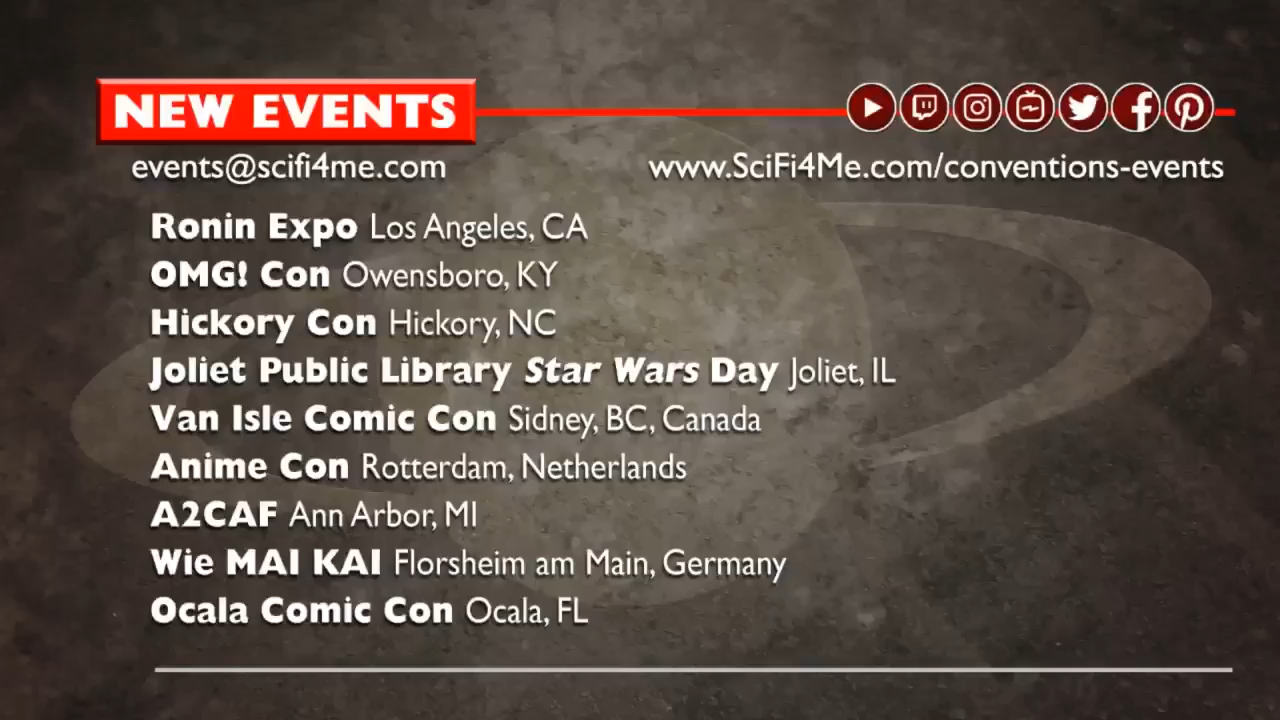 NEW EVENTS
events@scifi4me.com
www.SciFi4Me.com/conventions-events
Ronin Expo Los Angeles, CA
OMG! Con Owensboro, KY
Hickory Con Hickory, NC
Joliet Public Library Star Wars Day Joliet, IL
Van Isle Comic Con Sidney, BC, Canada
Anime Con Rotterdam, Netherlands
A2CAF Ann Arbor, MI
Wie MAI KAI Florsheim am Main, Germany
Ocala Comic Con Ocala, FL